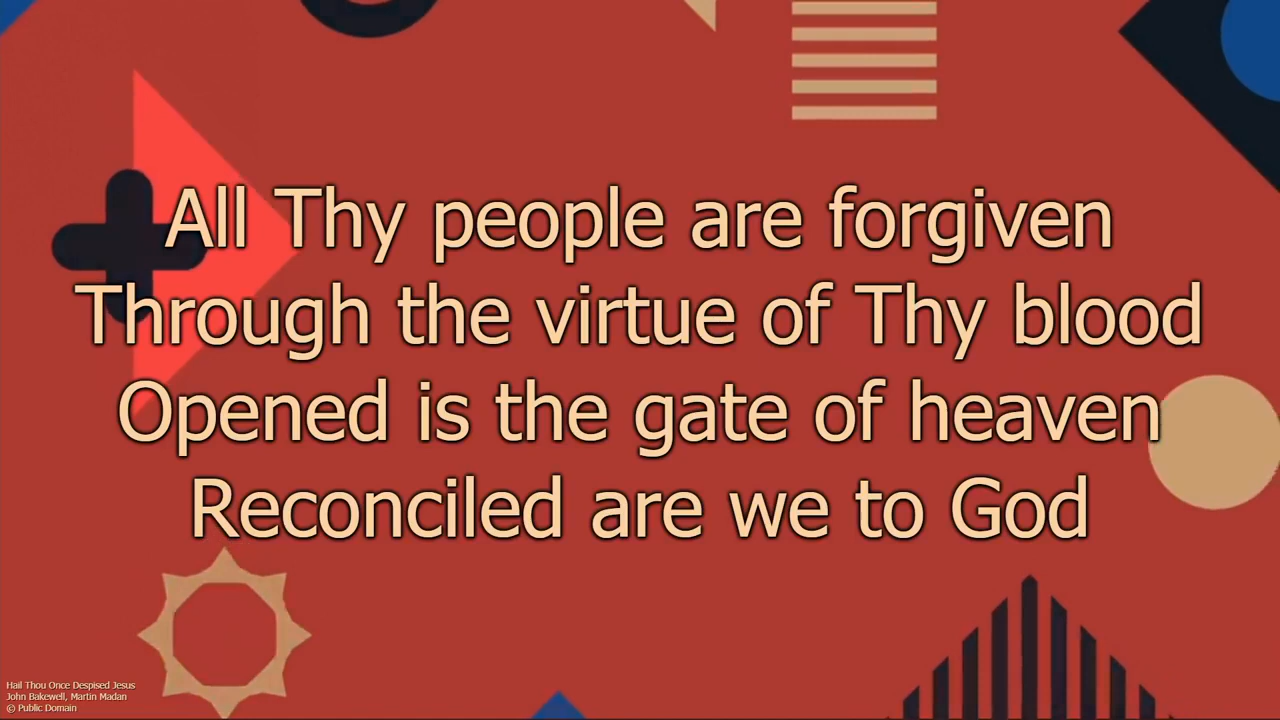 All Thy people are forgiven
Through the virtue of Thy blood
Opened is the gate of heaven
Reconciled are we to God
Hail Thou Once Despised Jesus
John Bakewell, Martin Madan
© Public Domain